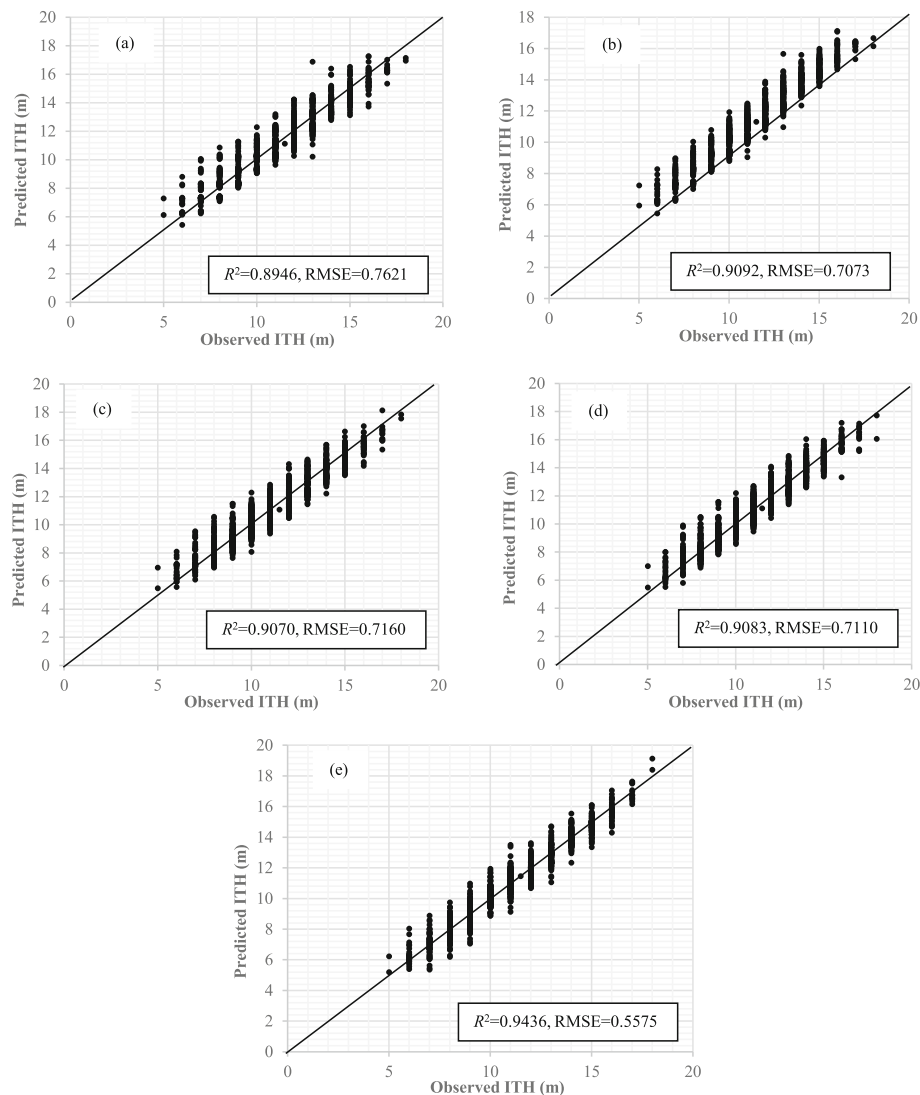 (a)
Predicted ITH (m)
20
18
16
14
12
10
8
6
4
2
0
R²=0.8946, RMSE=0.7621
0 5 10 15 20
Observed ITH (m)
(b)
Predicted ITH (m)
18
16
14
12
10
8
6
4
2
0
R²=0.9092, RMSE=0.7073
0 5 10 15 20
Observed ITH (m)
(c)
Predicted ITH (m)
20
18
16
14
12
10
8
6
4
2
0
R²=0.9070, RMSE=0.7160
0 5 10 15 20
Observed ITH (m)
(d)
Predicted ITH (m)
20
18
16
14
12
10
8
6
4
2
0
R²=0.9083, RMSE=0.7110
0 5 10 15 20
Observed ITH (m)
(e)
Predicted ITH (m)
20
18
16
14
12
10
8
6
4
2
0
R²=0.9436, RMSE=0.5575
0 5 10 15 20
Observed ITH (m)